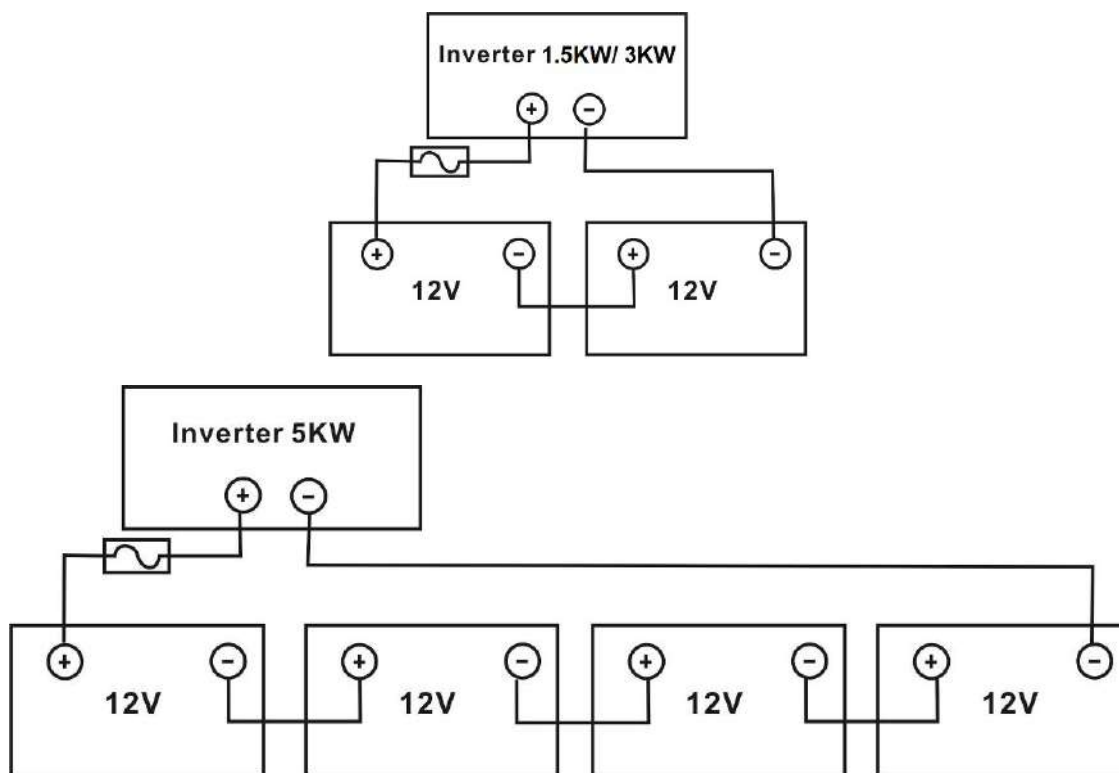 Inverter 1.5KW/ 3KW
+ −
+ − + −
12V 12V
Inverter 5KW
+ −
+ − + − + − + −
12V 12V 12V 12V